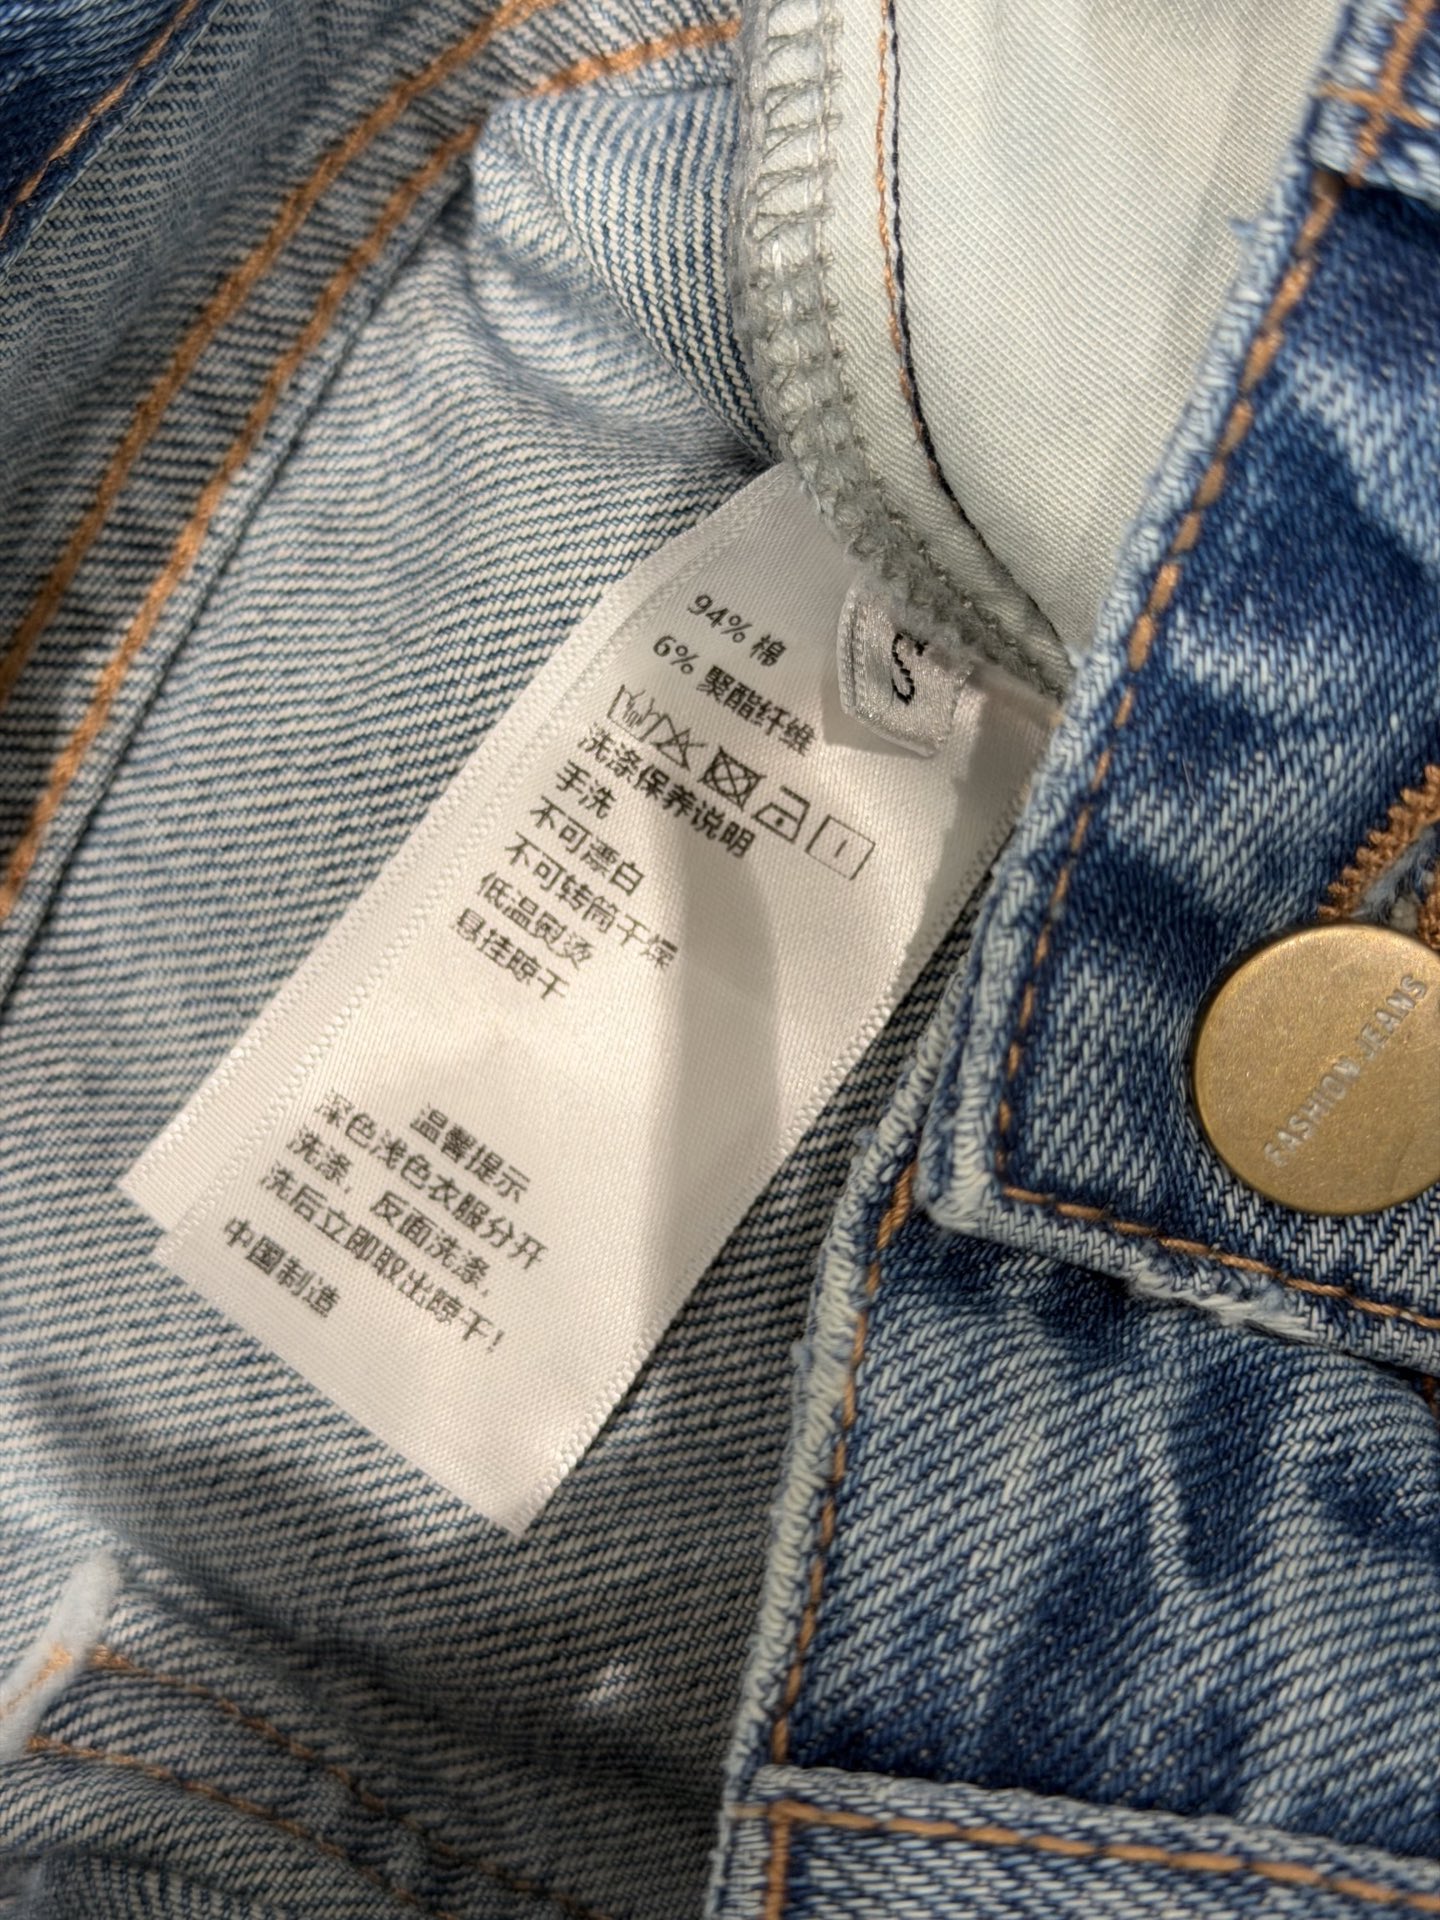 94% 棉
6% 聚酯纤维
洗涤保养说明
手洗
不可漂白
不可转筒干燥
低温熨烫
悬挂晾干
温馨提示
深色浅色衣服分开
洗涤，反面洗涤，
洗后立即取出晾干！
中国制造
S
FASHION JEANS